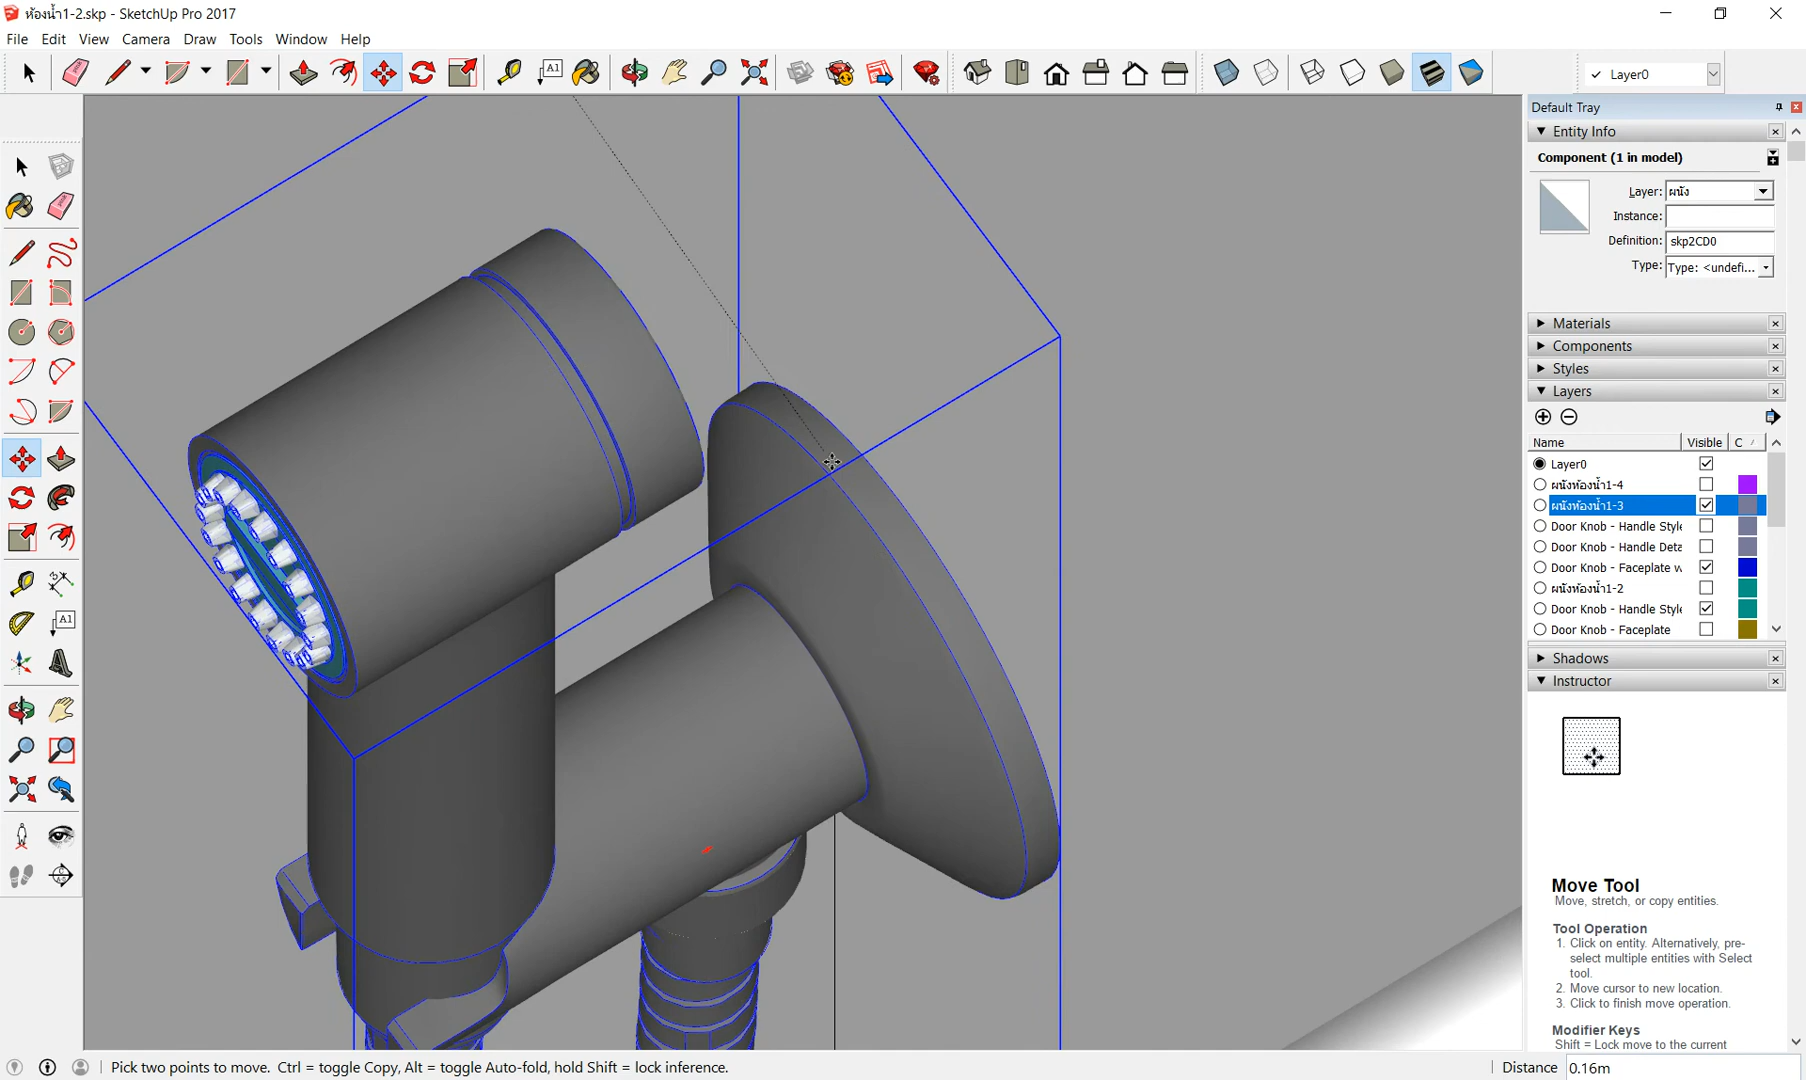 ห้องน้ำ1-2.skp - SketchUp Pro 2017
File Edit View Camera Draw Tools Window Help
A1
Layer0
Default Tray
Entity Info
Component (1 in model)
Layer: ผนัง
Instance:
Definition: skp2CD0
Type: Type: <undefi...
Materials
Components
Styles
Layers
Name Visible C
Layer0
ผนังห้องน้ำ1-4
ผนังห้องน้ำ1-3
Door Knob - Handle Style
Door Knob - Handle Deta
Door Knob - Faceplate w
ผนังห้องน้ำ1-2
Door Knob - Handle Style
Door Knob - Faceplate
A1
Shadows
Instructor
Move Tool
Move, stretch, or copy entities.
Tool Operation
1. Click on entity. Alternatively, pre-
select multiple entities with Select
tool.
2. Move cursor to new location.
3. Click to finish move operation.
Modifier Keys
Shift = Lock move to the current
Pick two points to move. Ctrl = toggle Copy, Alt = toggle Auto-fold, hold Shift = lock inference.
Distance 0.16m